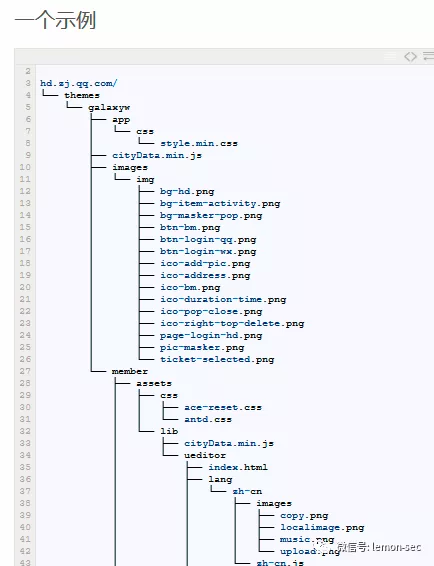 一个示例
2
3 hd.zj.qq.com/
4 └── themes
5     └── galaxyw
6         ├── app
7         │   └── css
8         │       └── style.min.css
9         ├── cityData.min.js
10         ├── images
11         │   └── img
12         │       ├── bg-hd.png
13         │       ├── bg-item-activity.png
14         │       ├── bg-masker-pop.png
15         │       ├── btn-bm.png
16         │       ├── btn-login-qq.png
17         │       ├── btn-login-wx.png
18         │       ├── ico-add-pic.png
19         │       ├── ico-address.png
20         │       ├── ico-bm.png
21         │       ├── ico-duration-time.png
22         │       ├── ico-pop-close.png
23         │       ├── ico-right-top-delete.png
24         │       ├── page-login-hd.png
25         │       ├── pic-masker.png
26         │       └── ticket-selected.png
27         └── member
28             ├── assets
29             │   ├── css
30             │   │   ├── ace-reset.css
31             │   │   └── antd.css
32             │   └── lib
33             │       ├── cityData.min.js
34             │       └── ueditor
35             │           ├── index.html
36             │           ├── lang
37             │           │   └── zh-cn
38             │           │       ├── images
39             │           │       │   ├── copy.png
40             │           │       │   ├── localimage.png
41             │           │       │   ├── music.png
42             │           │       │   └── upload.png
43             │           │       └── zh-cn.js
微信号: lemon-sec